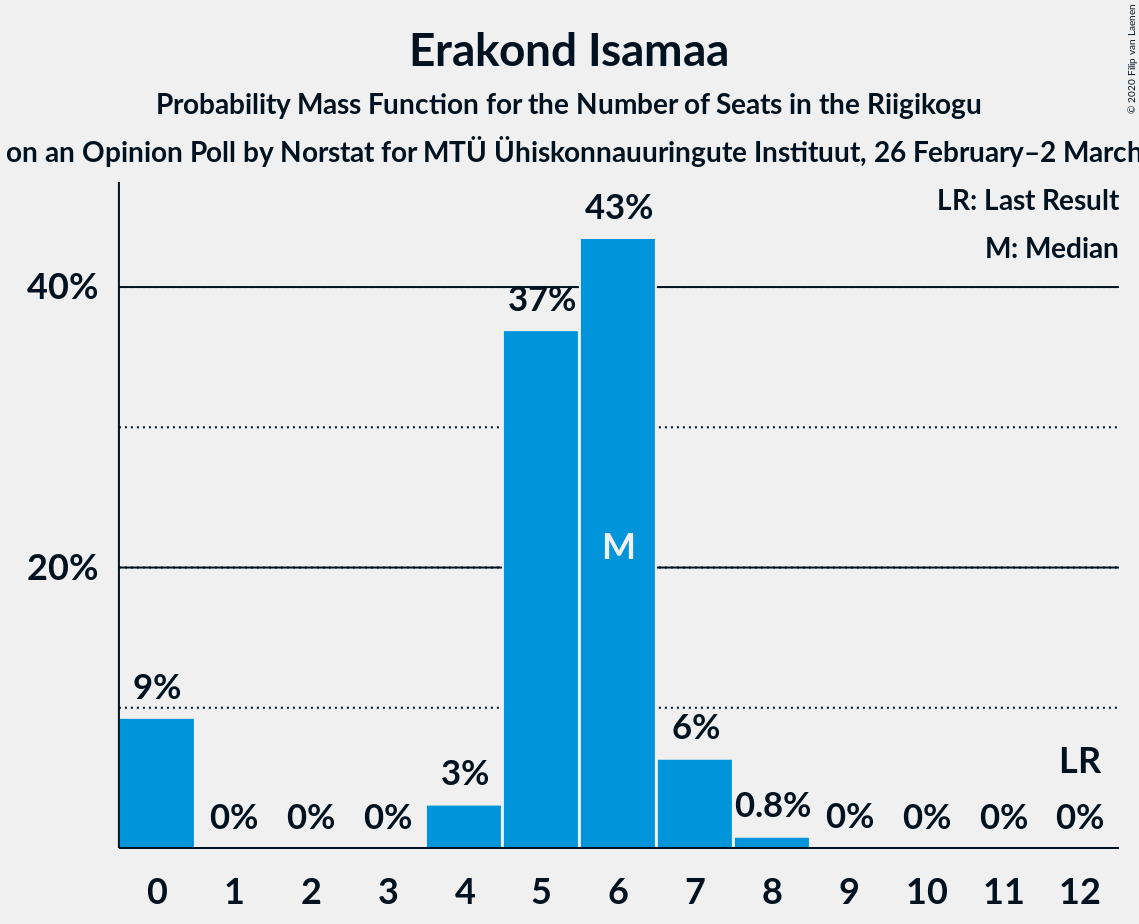 Erakond Isamaa
Probability Mass Function for the Number of Seats in the Riigikogu
on an Opinion Poll by Norstat for MTÜ Ühiskonnauuringute Instituut, 26 February–2 March
© 2020 Filip van Laenen
LR: Last Result
M: Median
43%
40%
37%
M
20%
9%
6%
LR
3%
0.8%
0% 0% 0% 0% 0% 0% 0%
0 1 2 3 4 5 6 7 8 9 10 11 12